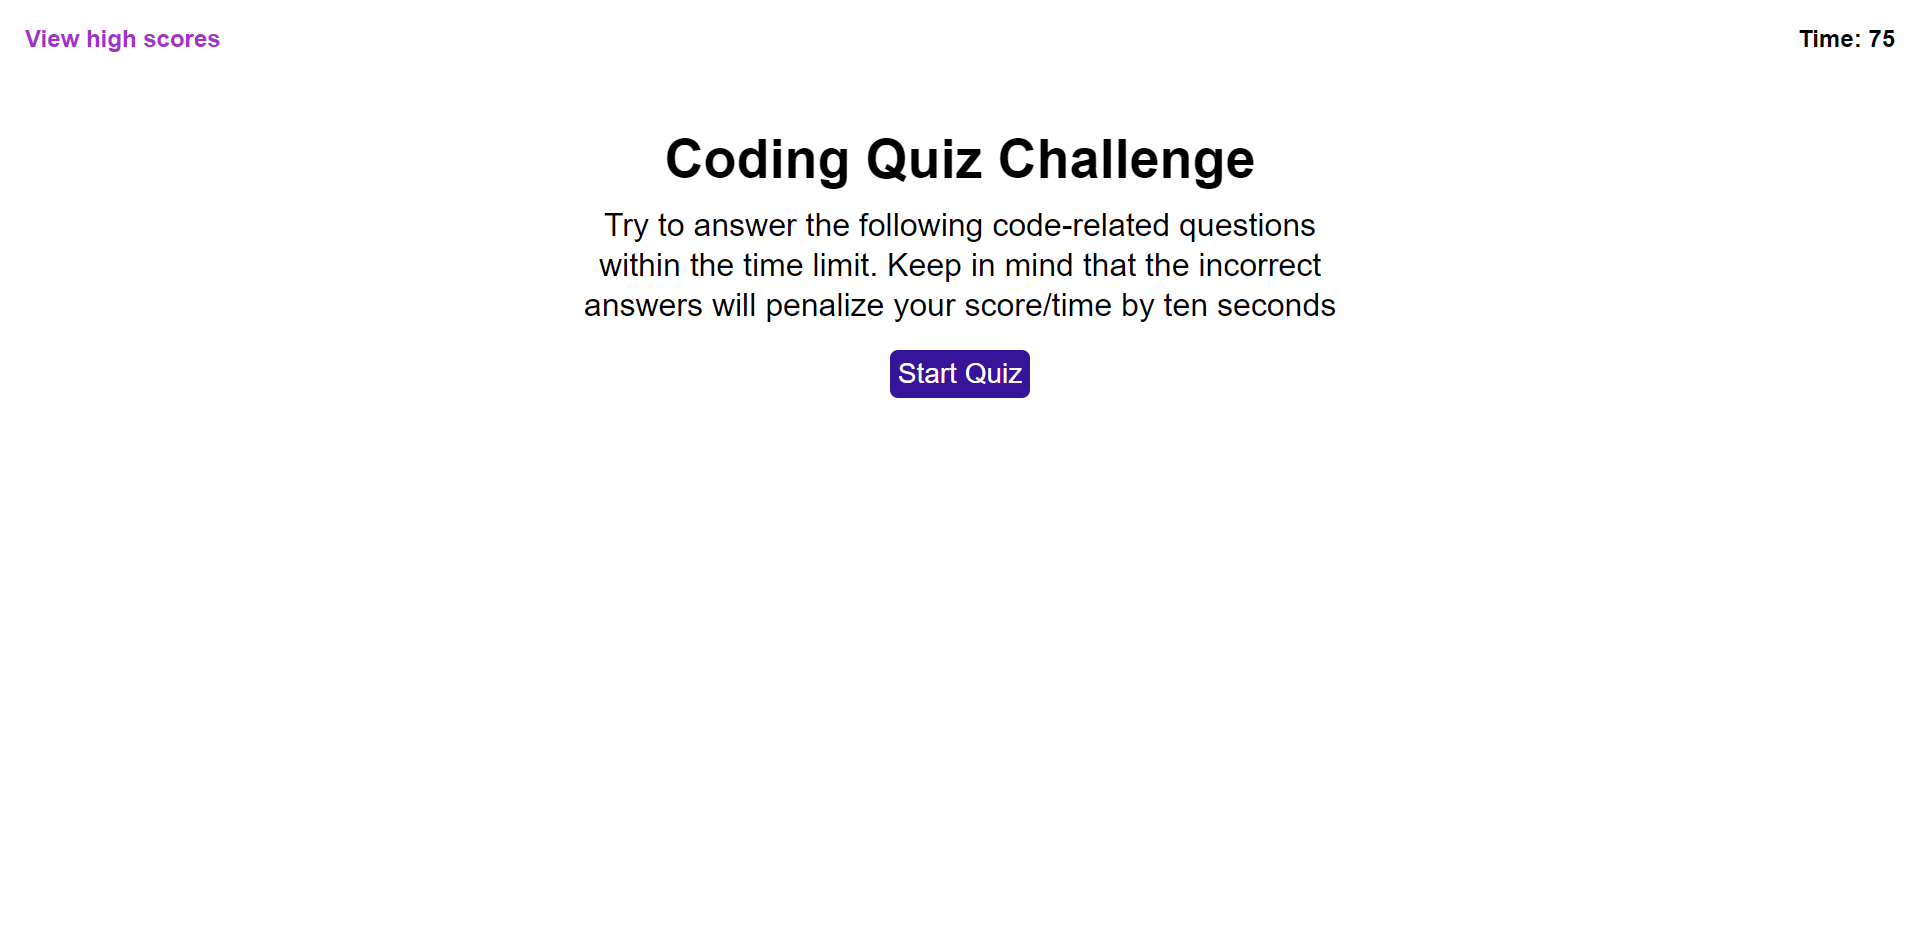 View high scores
Time: 75
Coding Quiz Challenge
Try to answer the following code-related questions
within the time limit. Keep in mind that the incorrect
answers will penalize your score/time by ten seconds
Start Quiz